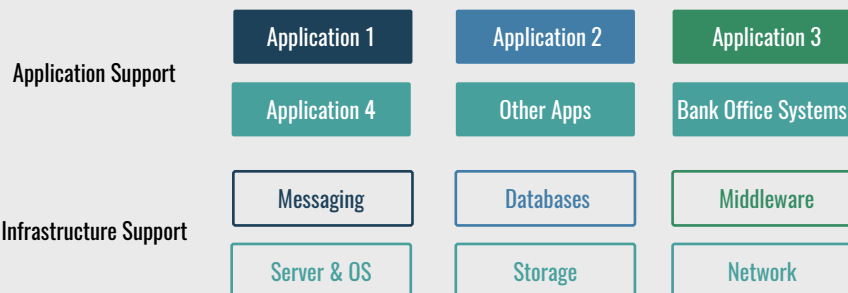 Application Support
Application 1
Application 2
Application 3
Application 4
Other Apps
Bank Office Systems
Infrastructure Support
Messaging
Databases
Middleware
Server & OS
Storage
Network